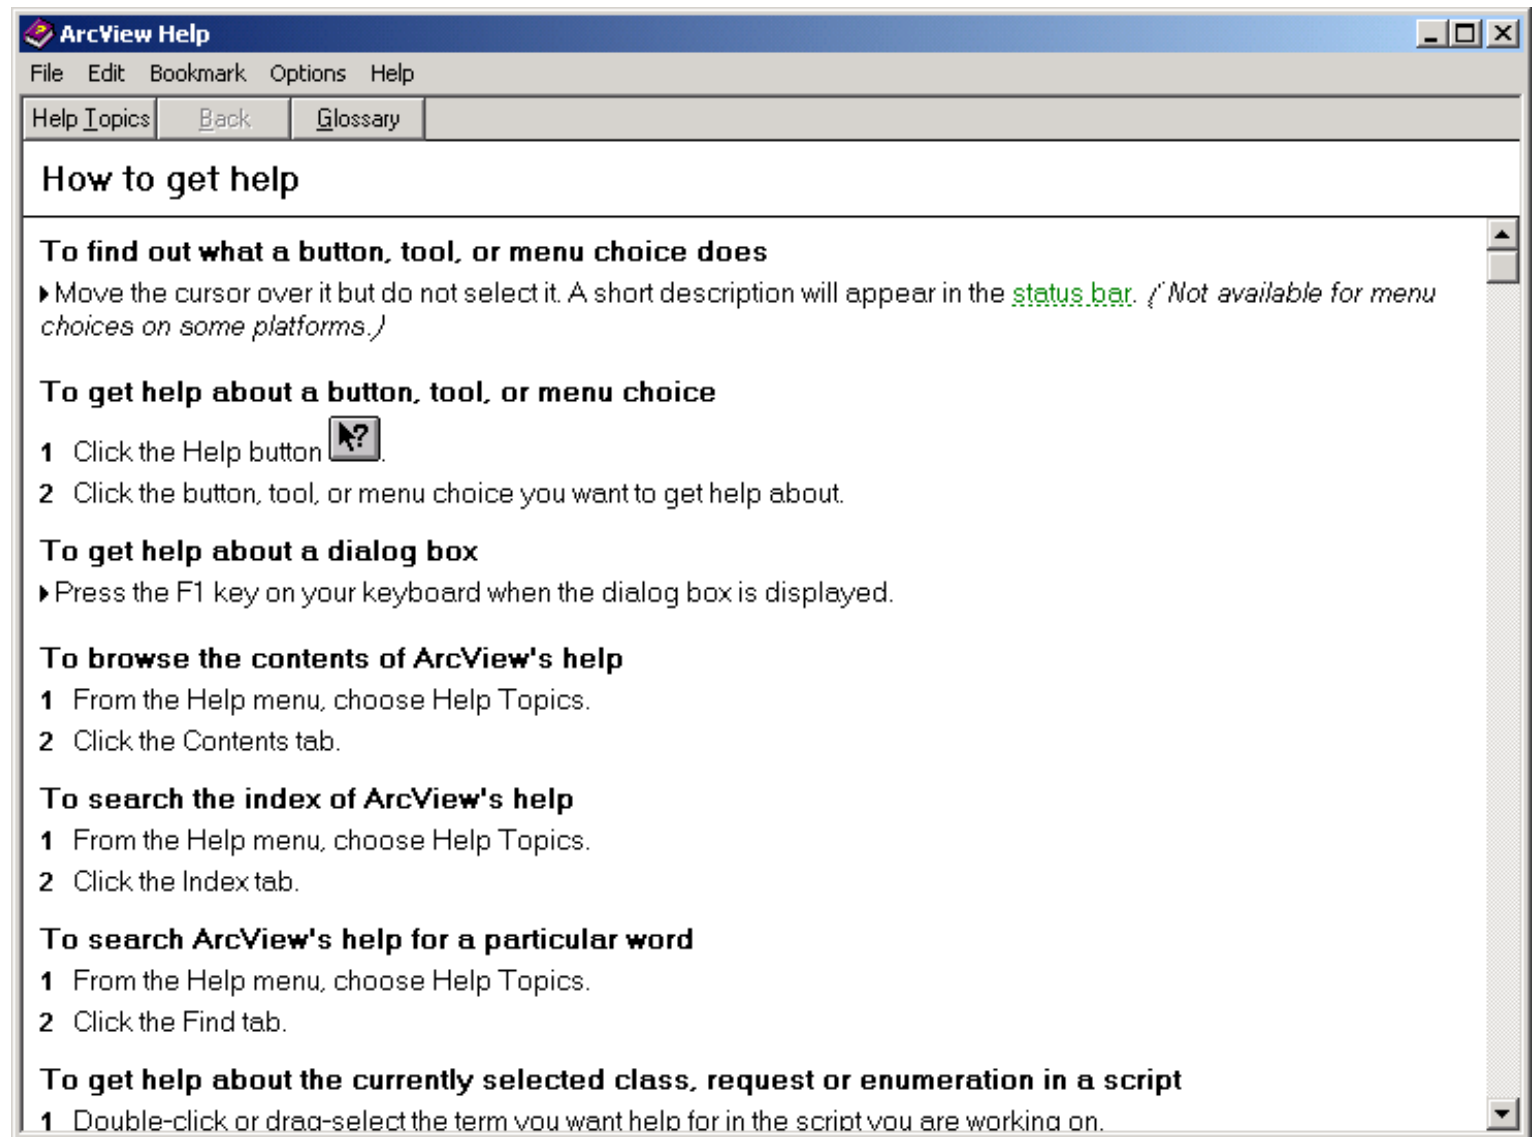 ArcView Help
File Edit Bookmark Options Help
Help Topics Back Glossary
How to get help
To find out what a button, tool, or menu choice does
Move the cursor over it but do not select it. A short description will appear in the status bar. (Not available for menu
choices on some platforms.)
To get help about a button, tool, or menu choice
1 Click the Help button ?.
2 Click the button, tool, or menu choice you want to get help about.
To get help about a dialog box
Press the F1 key on your keyboard when the dialog box is displayed.
To browse the contents of ArcView's help
1 From the Help menu, choose Help Topics.
2 Click the Contents tab.
To search the index of ArcView's help
1 From the Help menu, choose Help Topics.
2 Click the Index tab.
To search ArcView's help for a particular word
1 From the Help menu, choose Help Topics.
2 Click the Find tab.
To get help about the currently selected class, request or enumeration in a script
1 Double-click or drag-select the term you want help for in the script you are working on.